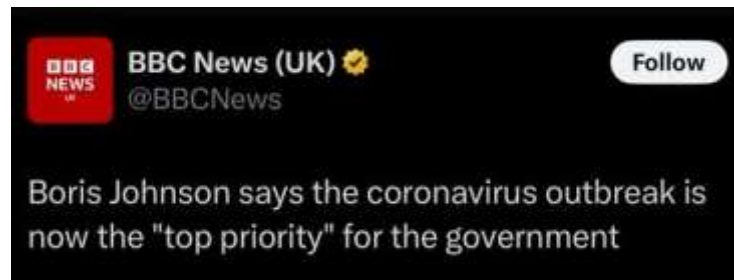 BBC
NEWS
UK
BBC News (UK)
Follow
@BBCNews
Boris Johnson says the coronavirus outbreak is
now the "top priority" for the government